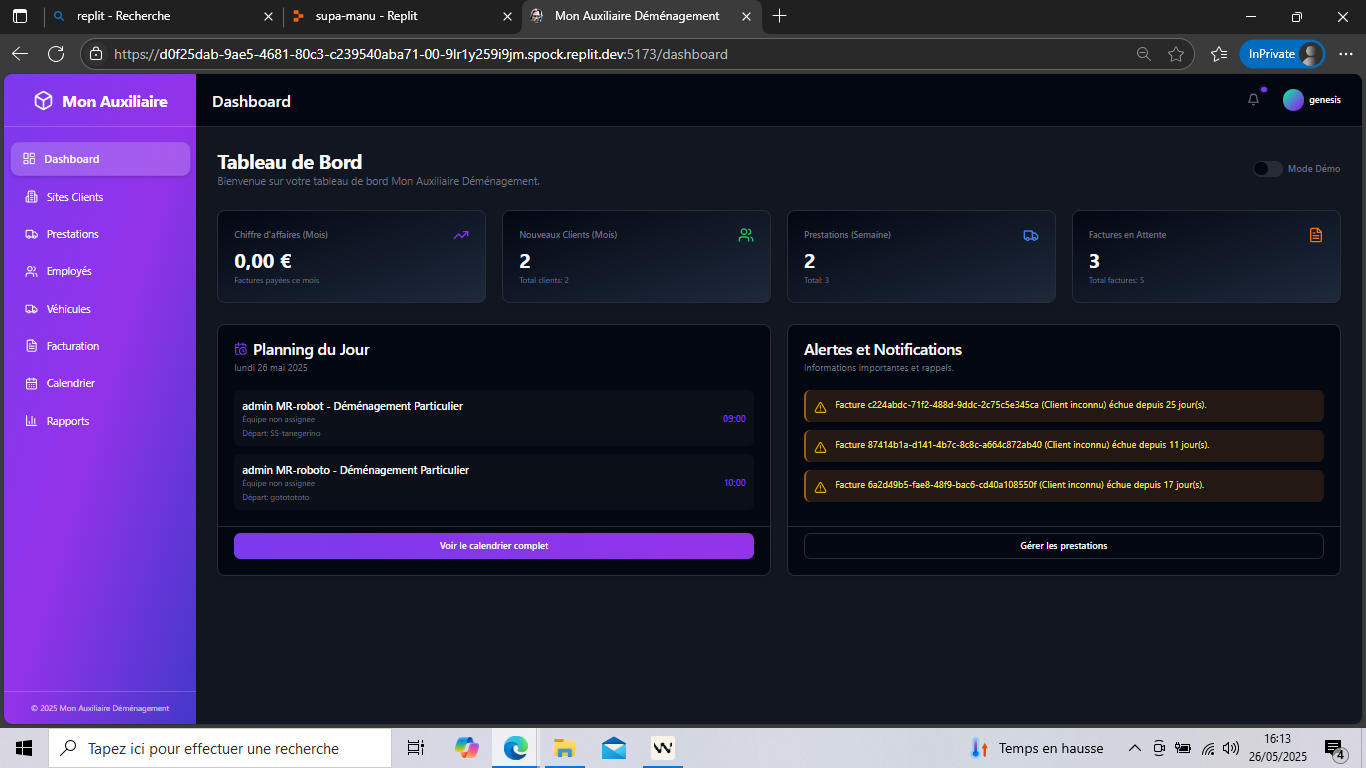 replit - Recherche
supa-manu - Replit
Mon Auxiliaire Déménagement
https://d0f25dab-9ae5-4681-80c3-c239540aba71-00-9lr1y259i9jm.spock.replit.dev:5173/dashboard
InPrivate
Mon Auxiliaire
Dashboard
genesis
Dashboard
Sites Clients
Prestations
Employés
Véhicules
Facturation
Calendrier
Rapports
© 2025 Mon Auxiliaire Déménagement
Tableau de Bord
Bienvenue sur votre tableau de bord Mon Auxiliaire Déménagement.
Mode Démo
Chiffre d'affaires (Mois)
0,00 €
Factures payées ce mois
Nouveaux Clients (Mois)
2
Total clients: 2
Prestations (Semaine)
2
Total: 3
Factures en Attente
3
Total factures: 5
Planning du Jour
lundi 26 mai 2025
admin MR-robot - Déménagement Particulier
Équipe non assignée
Départ: S5-tanegerino
09:00
admin MR-roboto - Déménagement Particulier
Équipe non assignée
Départ: gototototo
10:00
Voir le calendrier complet
Alertes et Notifications
Informations importantes et rappels.
Facture c224abdc-71f2-488d-9ddc-2c75c5e345ca (Client inconnu) échue depuis 25 jour(s).
Facture 87414b1a-d141-4b7c-8c8c-a664c872ab40 (Client inconnu) échue depuis 11 jour(s).
Facture 6a2d49b5-fae8-48f9-bac6-cd40a108550f (Client inconnu) échue depuis 17 jour(s).
Gérer les prestations
Tapez ici pour effectuer une recherche
Temps en hausse
16:13
26/05/2025
4